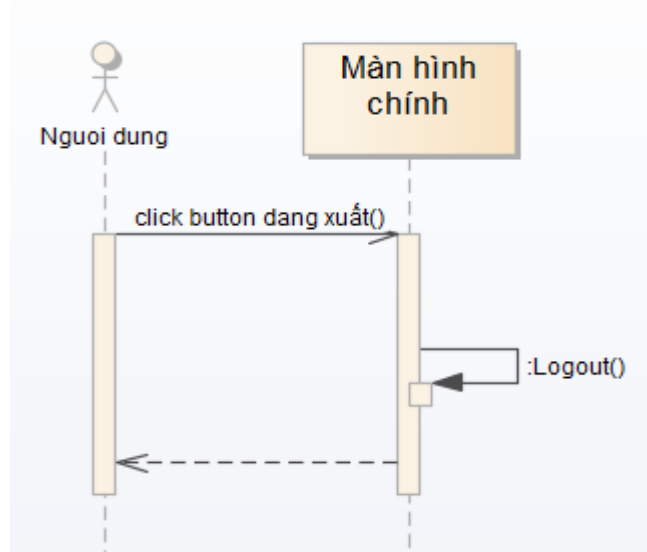 Màn hình
chính
Nguoi dung
click button dang xuất()
:Logout()